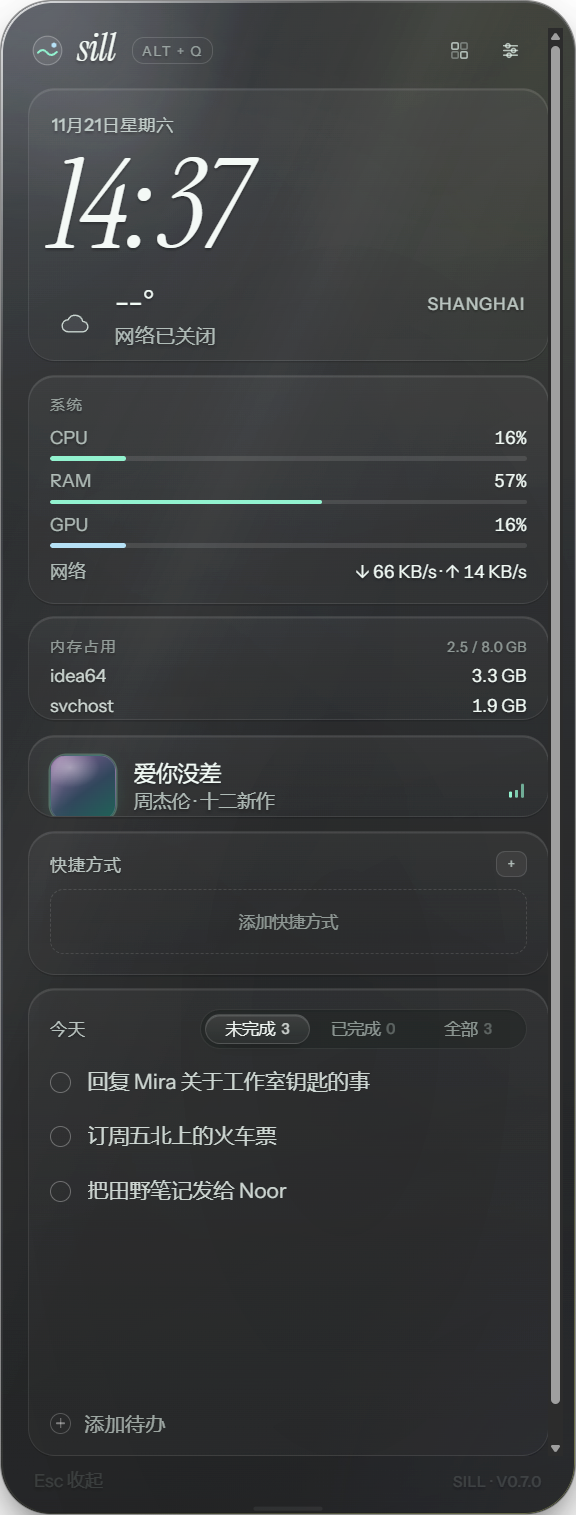 sill ALT + Q
11月21日星期六
14:37
--°
SHANGHAI
网络已关闭
系统
CPU 16%
RAM 57%
GPU 16%
网络 ↓ 66 KB/s · ↑ 14 KB/s
内存占用 2.5 / 8.0 GB
idea64 3.3 GB
svchost 1.9 GB
爱你没差
周杰伦 · 十二新作
快捷方式 +
添加快捷方式
今天 未完成 3 已完成 0 全部 3
回复 Mira 关于工作室钥匙的事
订周五北上的火车票
把田野笔记发给 Noor
添加待办
Esc 收起 SILL · V0.7.0